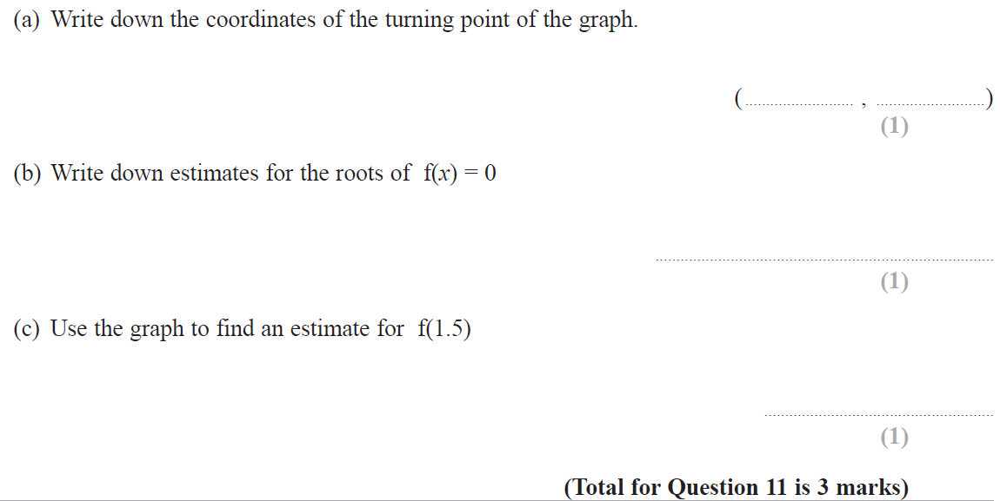 (a) Write down the coordinates of the turning point of the graph.
(.......................... , ..........................)
(1)
(b) Write down estimates for the roots of f(x) = 0
................................................................................
(1)
(c) Use the graph to find an estimate for f(1.5)
......................................................
(1)
(Total for Question 11 is 3 marks)